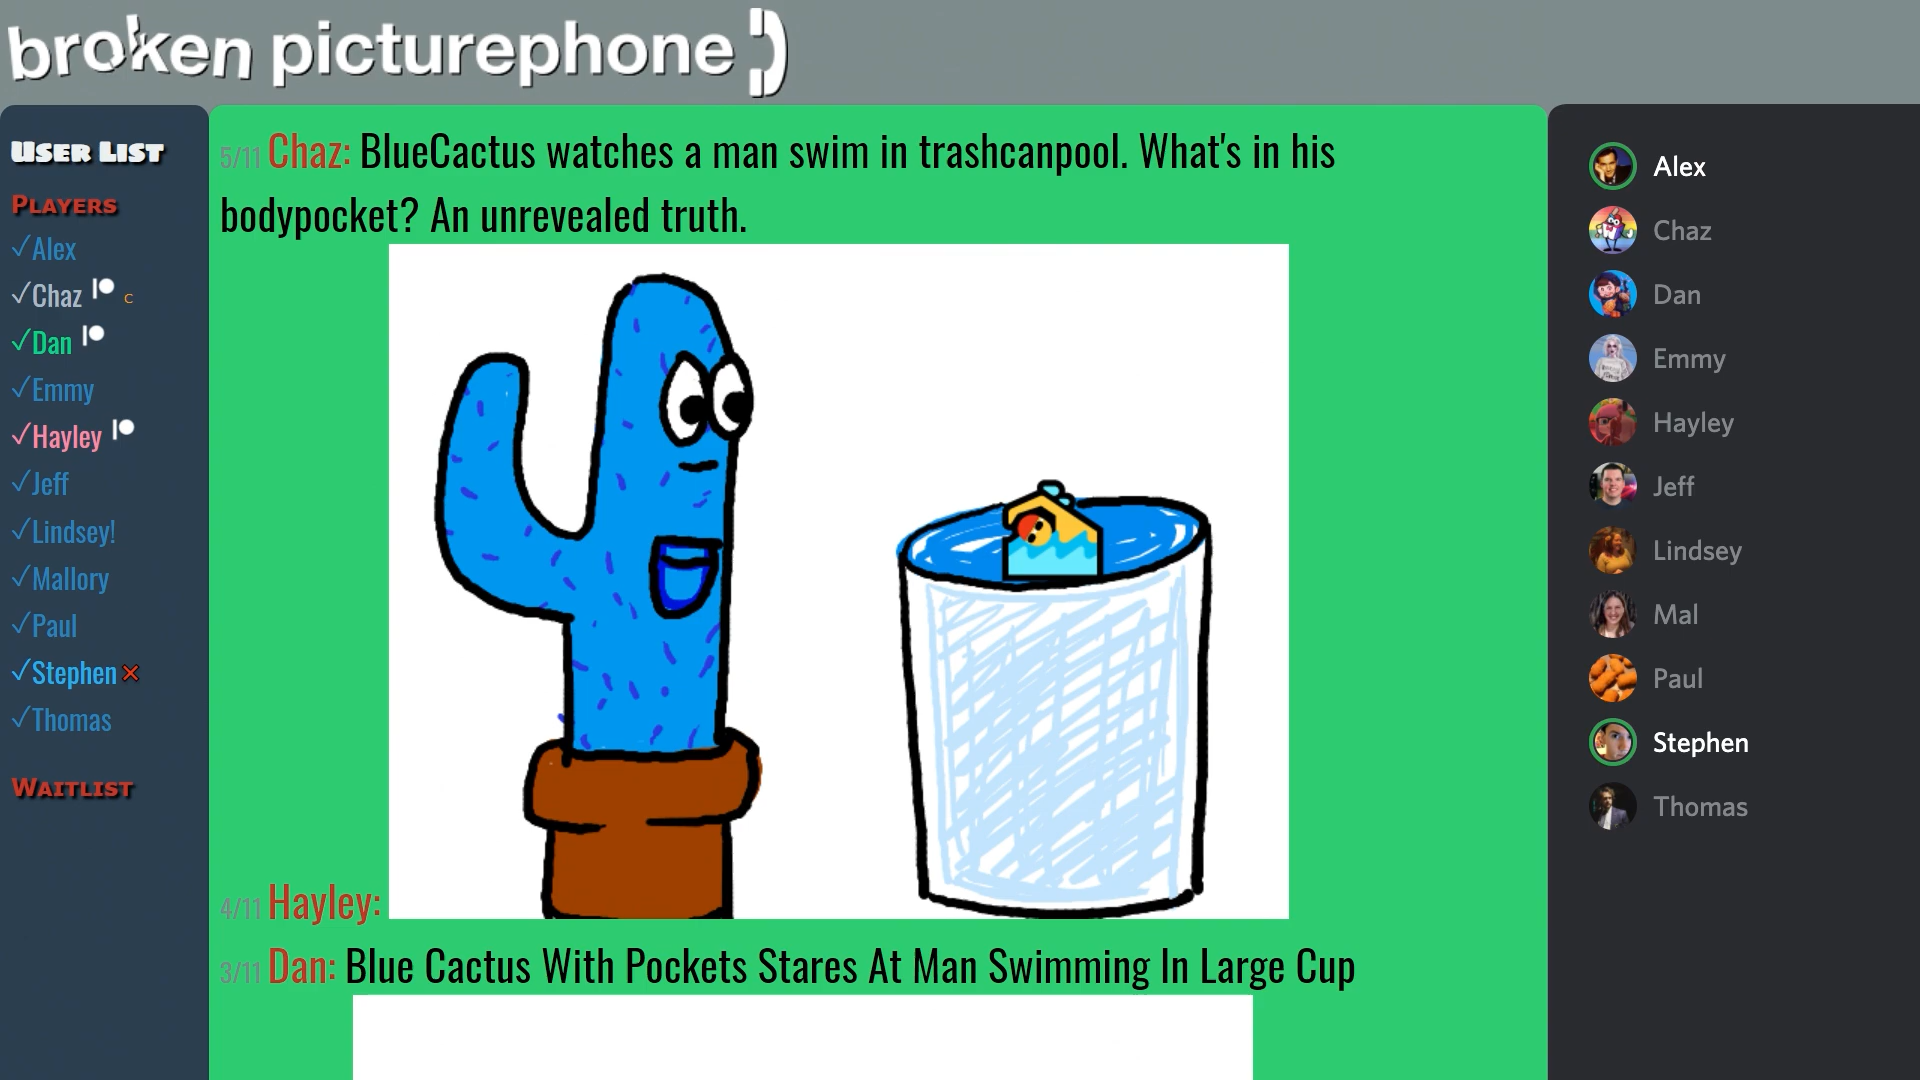 broken picturephone
User List
Players
✓Alex
✓Chaz c
✓Dan
✓Emmy
✓Hayley
✓Jeff
✓Lindsey!
✓Mallory
✓Paul
✓Stephen ✕
✓Thomas
Waitlist
5/11 Chaz: BlueCactus watches a man swim in trashcanpool. What's in his
bodypocket? An unrevealed truth.
4/11 Hayley:
3/11 Dan: Blue Cactus With Pockets Stares At Man Swimming In Large Cup
Alex
Chaz
Dan
Emmy
Hayley
Jeff
Lindsey
Mal
Paul
Stephen
Thomas